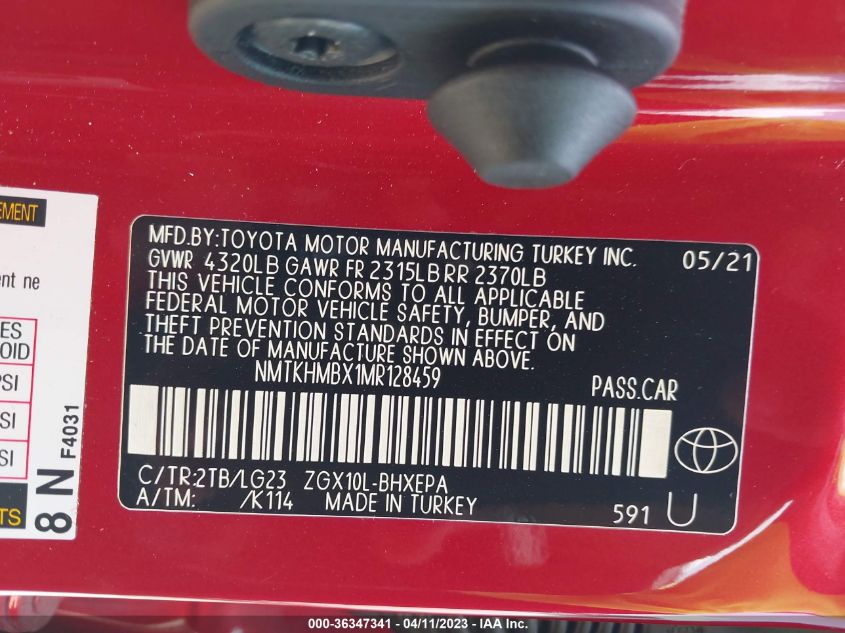 EMENT
ent ne
ES
OID
PSI
SI
SI
TS
8 N F4031
MFD.BY:TOYOTA MOTOR MANUFACTURING TURKEY INC. 05/21
GVWR 4320LB GAWR FR 2315LB RR 2370LB
THIS VEHICLE CONFORMS TO ALL APPLICABLE
FEDERAL MOTOR VEHICLE SAFETY, BUMPER, AND
THEFT PREVENTION STANDARDS IN EFFECT ON
THE DATE OF MANUFACTURE SHOWN ABOVE.
NMTKHMBX1MR128459 PASS.CAR
C/TR:2TB/LG23 ZGX10L-BHXEPA
A/TM: /K114 MADE IN TURKEY 591 U
000-36347341 / 04/11/2023 - IAA Inc.